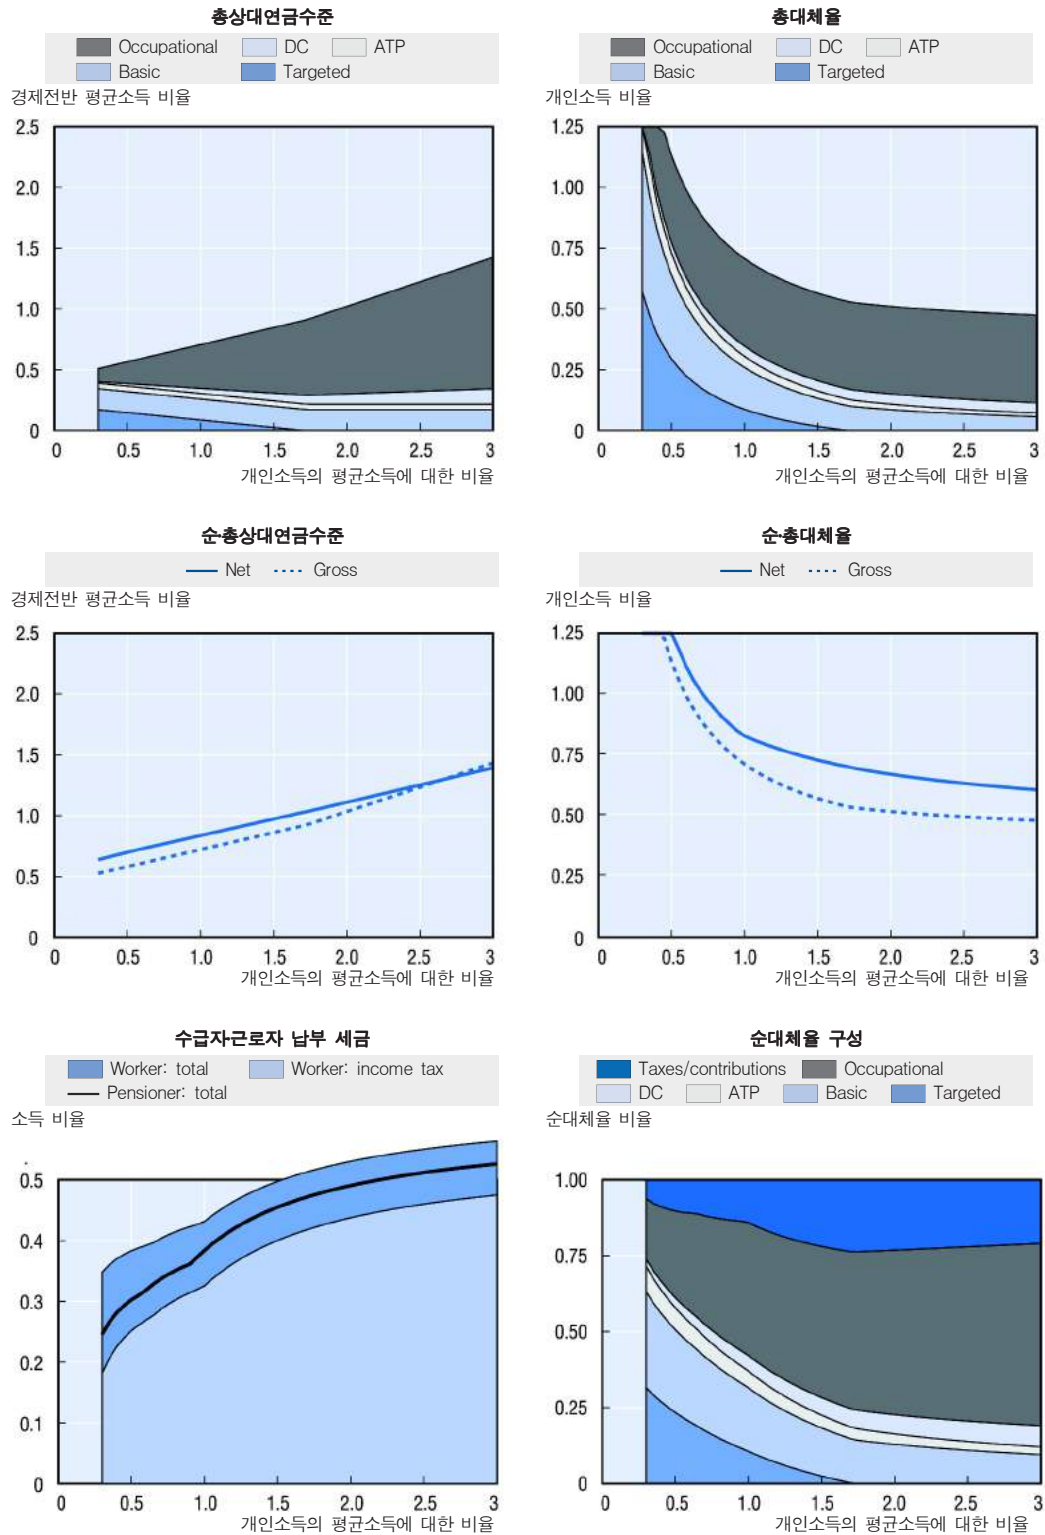 총상대연금수준
Occupational DC ATP
Basic Targeted
경제전반 평균소득 비율
2.5
2.0
1.5
1.0
0.5
0
0 0.5 1.0 1.5 2.0 2.5 3
개인소득의 평균소득에 대한 비율
총대체율
Occupational DC ATP
Basic Targeted
개인소득 비율
1.25
1.00
0.75
0.50
0.25
0
0 0.5 1.0 1.5 2.0 2.5 3
개인소득의 평균소득에 대한 비율
순·총상대연금수준
Net Gross
경제전반 평균소득 비율
2.5
2.0
1.5
1.0
0.5
0
0 0.5 1.0 1.5 2.0 2.5 3
개인소득의 평균소득에 대한 비율
순·총대체율
Net Gross
개인소득 비율
1.25
1.00
0.75
0.50
0.25
0
0 0.5 1.0 1.5 2.0 2.5 3
개인소득의 평균소득에 대한 비율
수급자·근로자 납부 세금
Worker: total Worker: income tax
Pensioner: total
소득 비율
0.5
0.4
0.3
0.2
0.1
0
0 0.5 1.0 1.5 2.0 2.5 3
개인소득의 평균소득에 대한 비율
순대체율 구성
Taxes/contributions Occupational
DC ATP Basic Targeted
순대체율 비율
1.00
0.75
0.50
0.25
0
0 0.5 1.0 1.5 2.0 2.5 3
개인소득의 평균소득에 대한 비율